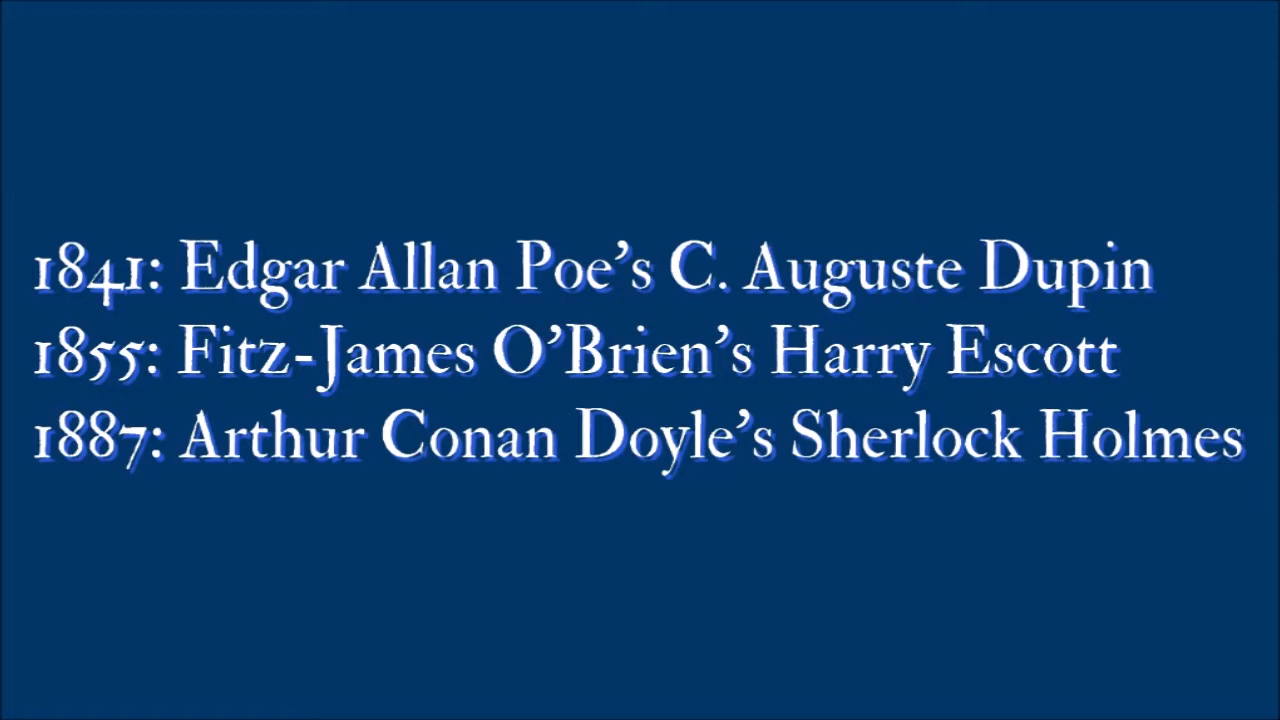 1841: Edgar Allan Poe’s C. Auguste Dupin
1855: Fitz-James O’Brien’s Harry Escott
1887: Arthur Conan Doyle’s Sherlock Holmes